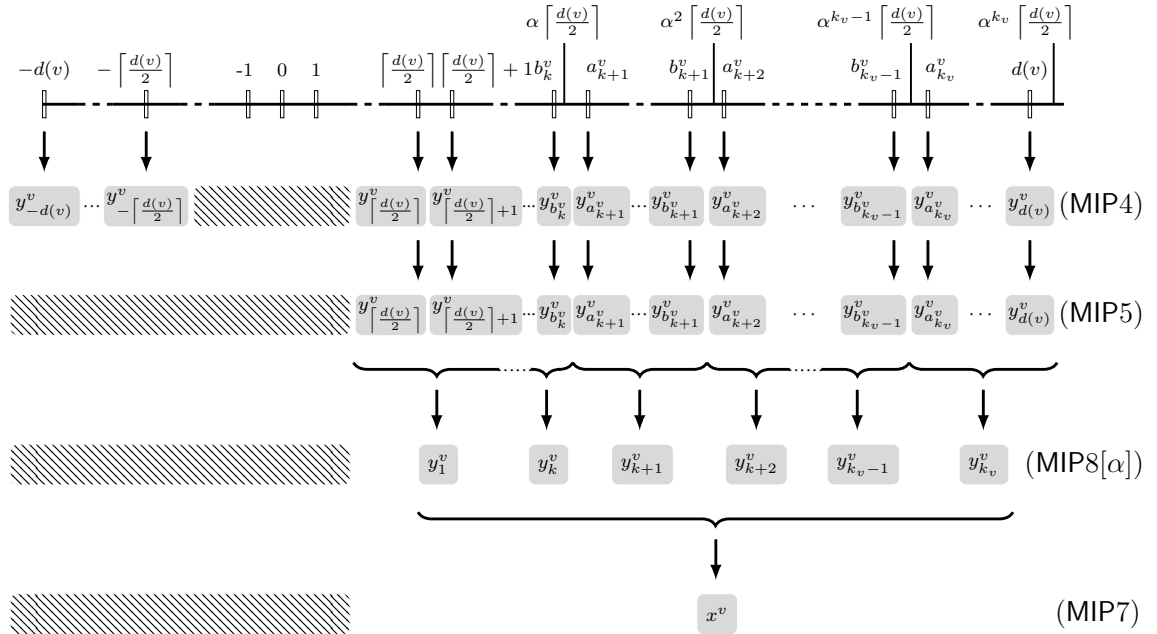 α ⌈d(v)/2⌉ α² ⌈d(v)/2⌉ α^{k_v−1} ⌈d(v)/2⌉ α^{k_v} ⌈d(v)/2⌉
−d(v) −⌈d(v)/2⌉ -1 0 1 ⌈d(v)/2⌉ ⌈d(v)/2⌉ + 1 b^v_k a^v_{k+1} b^v_{k+1} a^v_{k+2} b^v_{k_v−1} a^v_{k_v} d(v)
y^v_{−d(v)} ... y^v_{−⌈d(v)/2⌉} y^v_{⌈d(v)/2⌉} y^v_{⌈d(v)/2⌉+1} ... y^v_{b^v_k} y^v_{a^v_{k+1}} ... y^v_{b^v_{k+1}} y^v_{a^v_{k+2}} ... y^v_{b^v_{k_v−1}} y^v_{a^v_{k_v}} ... y^v_{d(v)} (MIP4)
y^v_{⌈d(v)/2⌉} y^v_{⌈d(v)/2⌉+1} ... y^v_{b^v_k} y^v_{a^v_{k+1}} ... y^v_{b^v_{k+1}} y^v_{a^v_{k+2}} ... y^v_{b^v_{k_v−1}} y^v_{a^v_{k_v}} ... y^v_{d(v)} (MIP5)
y^v_1 y^v_k y^v_{k+1} y^v_{k+2} y^v_{k_v−1} y^v_{k_v} (MIP8[α])
x^v (MIP7)